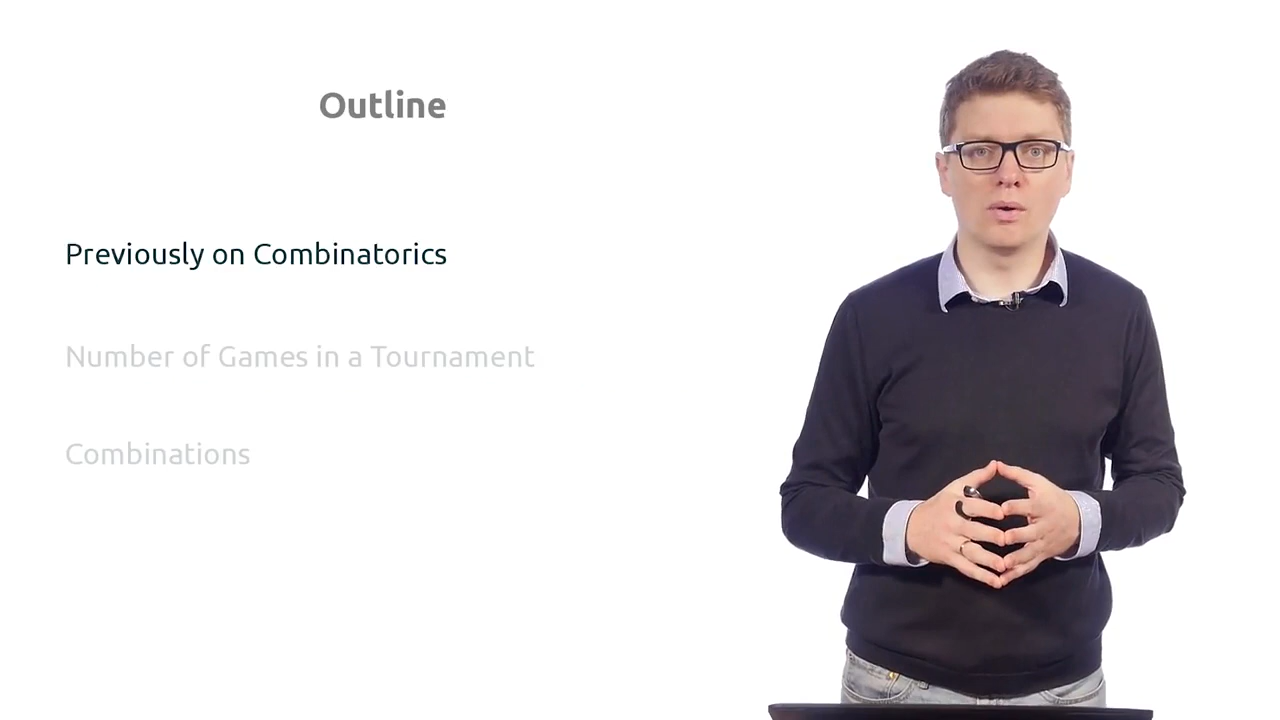 Outline
Previously on Combinatorics
Number of Games in a Tournament
Combinations